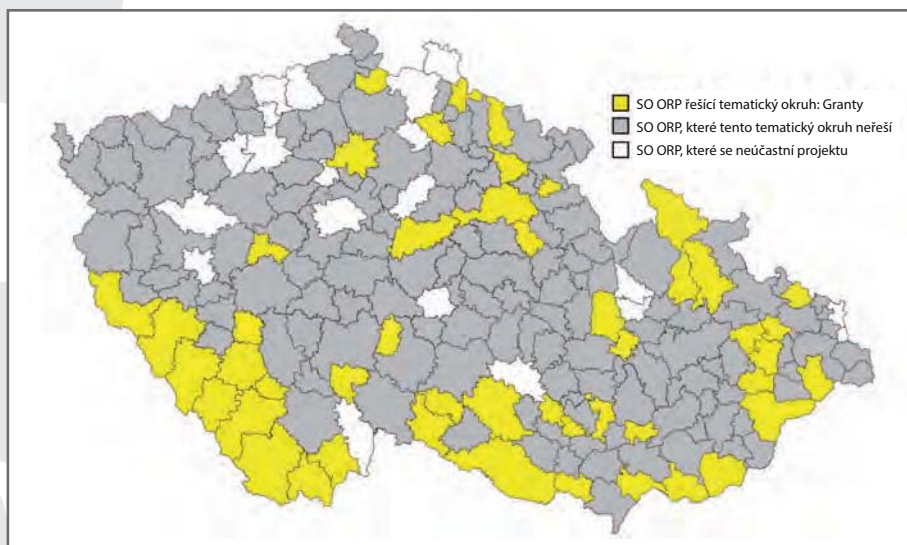 SO ORP řešící tematický okruh: Granty
SO ORP, které tento tematický okruh neřeší
SO ORP, které se neúčastní projektu